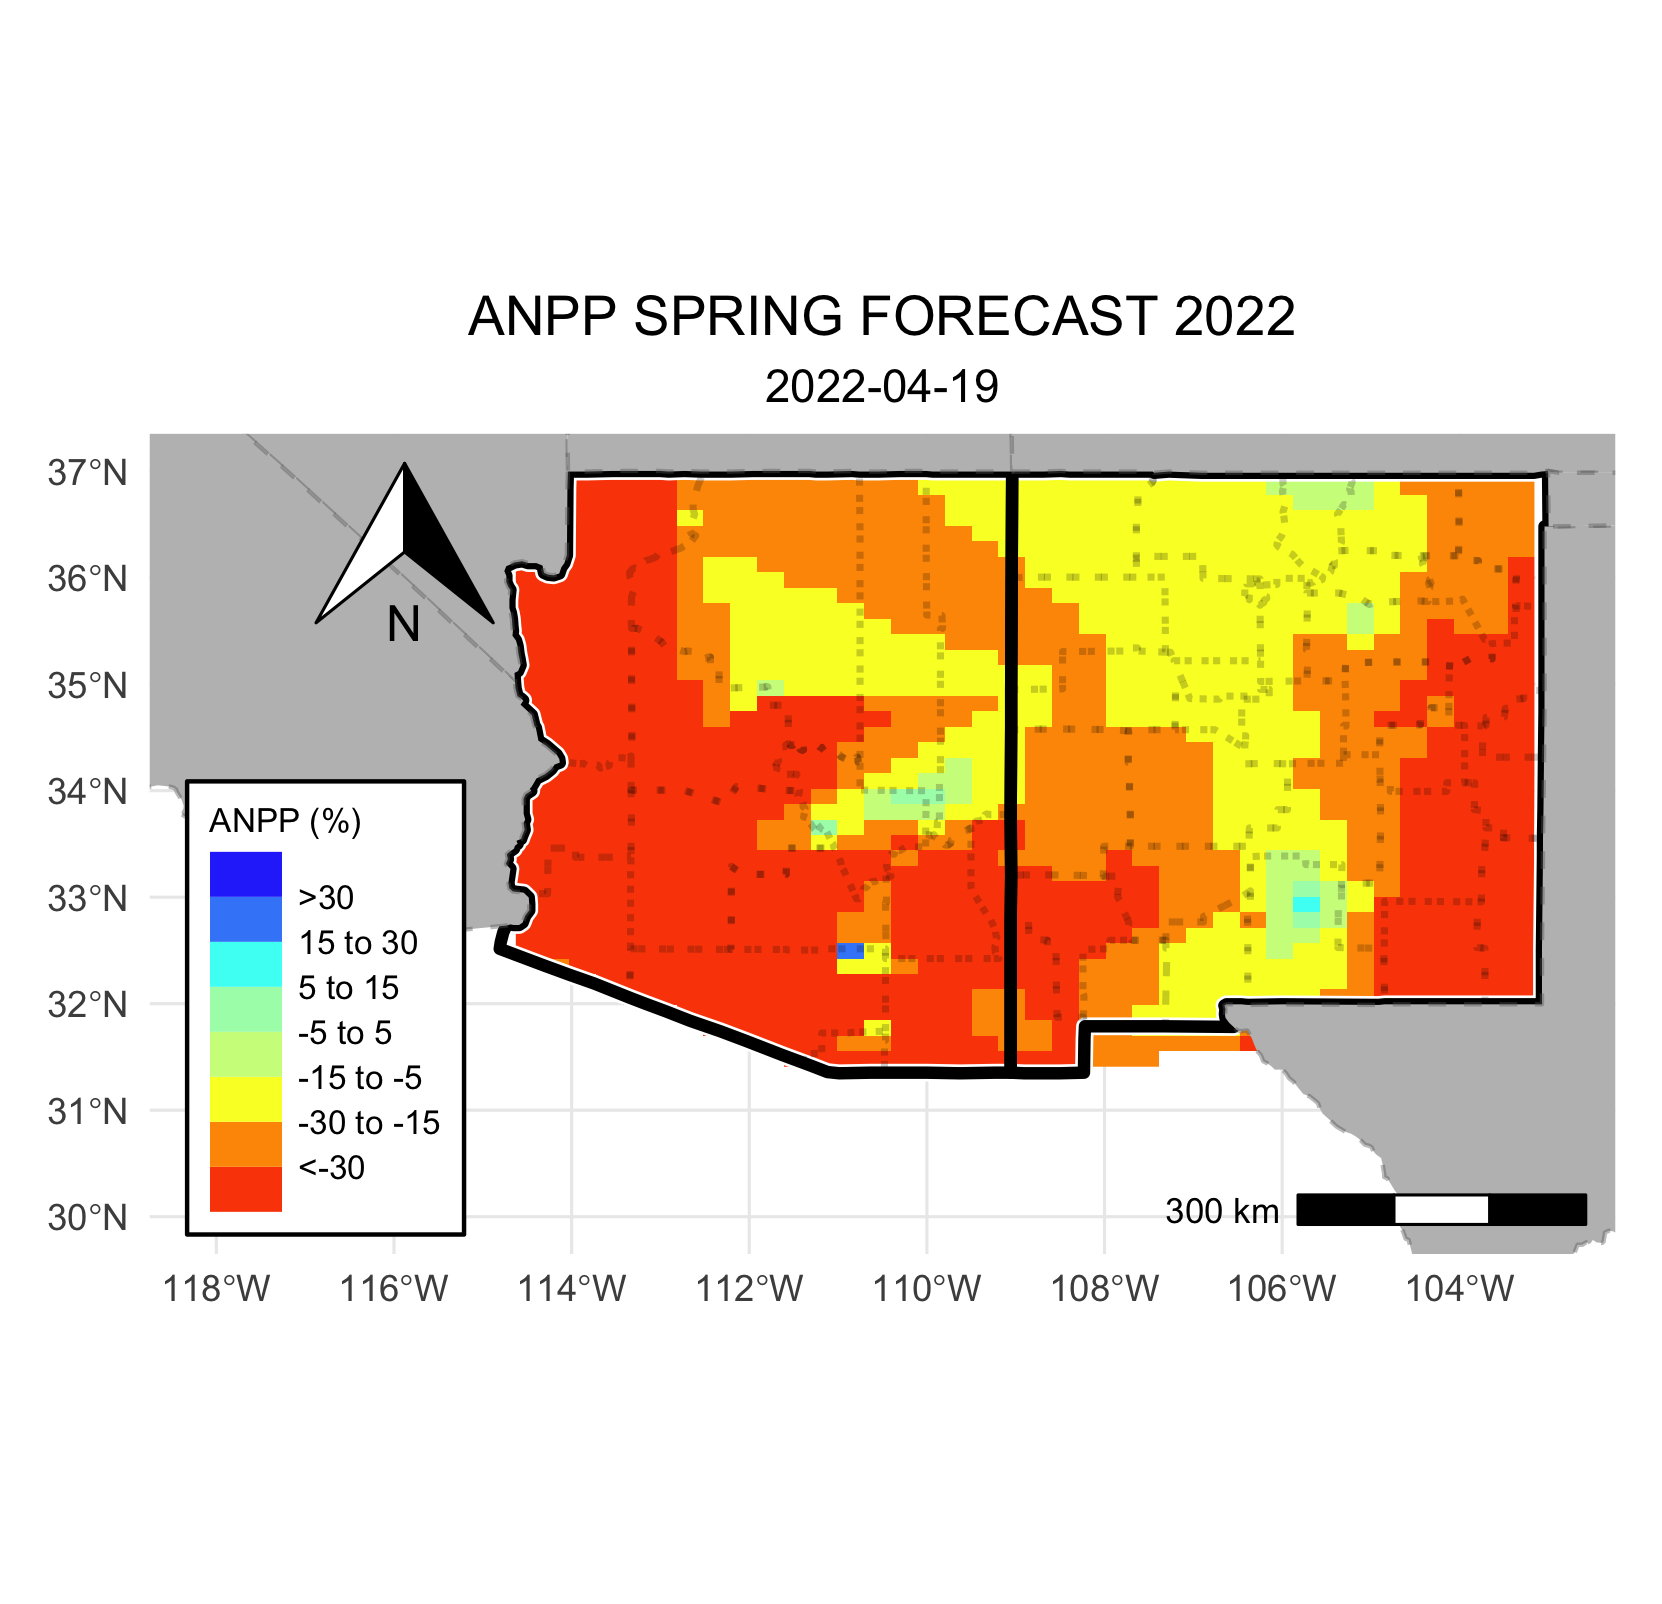 ANPP SPRING FORECAST 2022
2022-04-19
37°N
36°N
35°N
34°N
33°N
32°N
31°N
30°N
N
ANPP (%)
>30
15 to 30
5 to 15
-5 to 5
-15 to -5
-30 to -15
<-30
300 km
118°W
116°W
114°W
112°W
110°W
108°W
106°W
104°W